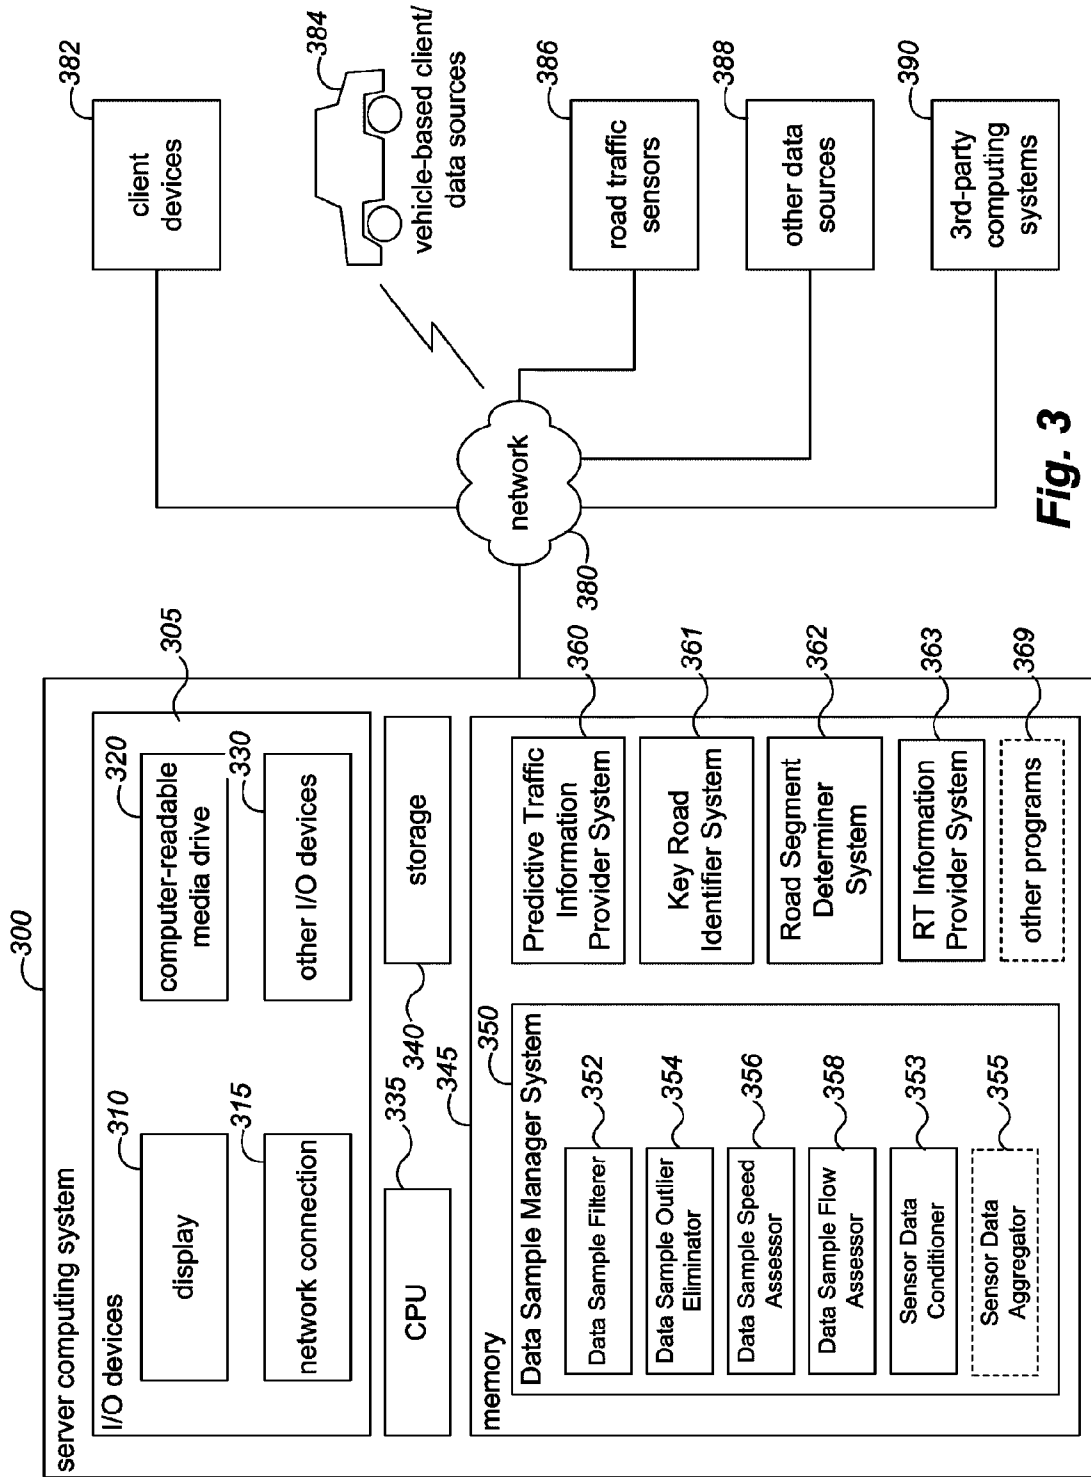 server computing system
300
I/O devices
305
310
display
320
computer-readable
media drive
315
network connection
330
other I/O devices
335
CPU
340
storage
345
memory
350
Data Sample Manager System
Data Sample Filterer
352
Data Sample Outlier
Eliminator
354
Data Sample Speed
Assessor
356
Data Sample Flow
Assessor
358
Sensor Data
Conditioner
353
Sensor Data
Aggregator
355
Predictive Traffic
Information
Provider System
360
Key Road
Identifier System
361
Road Segment
Determiner
System
362
RT Information
Provider System
363
other programs
369
network
380
client
devices
382
384
vehicle-based client/
data sources
road traffic
sensors
386
other data
sources
388
3rd-party
computing
systems
390
Fig. 3